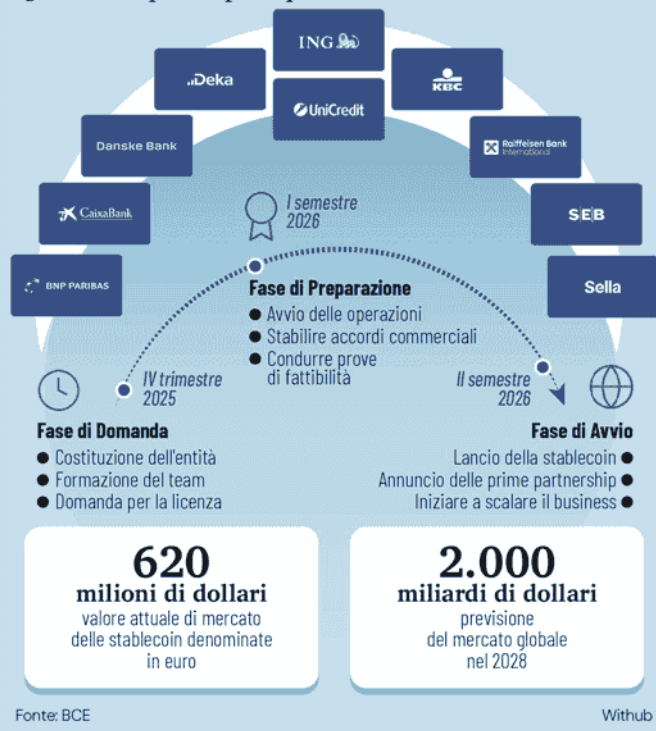 ING
.Deka
KBC
UniCredit
Danske Bank
Raiffeisen Bank
International
CaixaBank
S|E|B
BNP PARIBAS
Sella
I semestre
2026
Fase di Preparazione
● Avvio delle operazioni
● Stabilire accordi commerciali
● Condurre prove
di fattibilità
IV trimestre
2025
II semestre
2026
Fase di Domanda
● Costituzione dell'entità
● Formazione del team
● Domanda per la licenza
Fase di Avvio
Lancio della stablecoin ●
Annuncio delle prime partnership ●
Iniziare a scalare il business ●
620
milioni di dollari
valore attuale di mercato
delle stablecoin denominate
in euro
2.000
miliardi di dollari
previsione
del mercato globale
nel 2028
Fonte: BCE
Withub